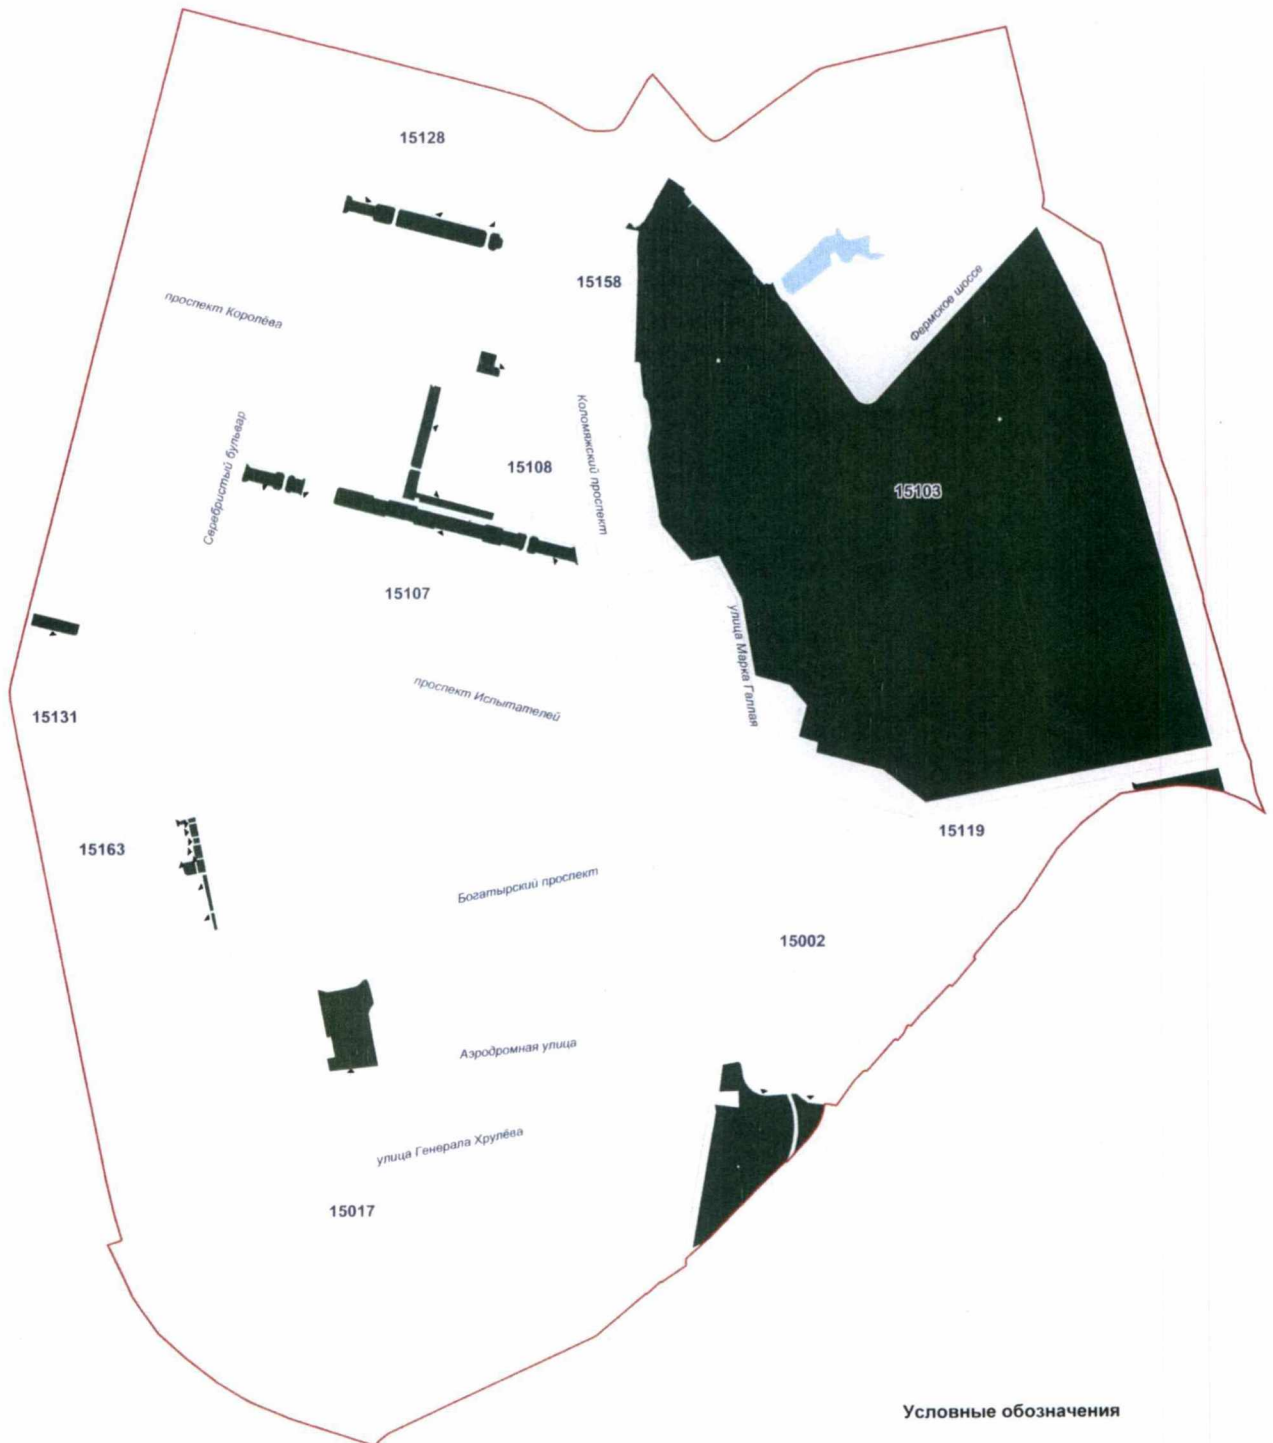 15128
15158
проспект Королёва
Фермское шоссе
Серебристый бульвар
Коломяжский проспект
15108
15103
15107
улица Марка Галлая
проспект Испытателей
15131
15163
15119
Богатырский проспект
15002
Аэродромная улица
улица Генерала Хрулёва
15017
Условные обозначения